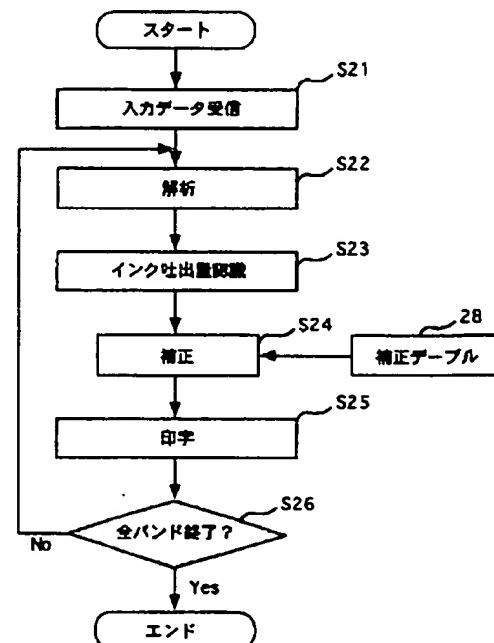 スタート
S21
入力データ受信
S22
解析
S23
インク吐出量認識
S24
補正
28
補正テーブル
S25
印字
S26
全バンド終了?
No
Yes
エンド